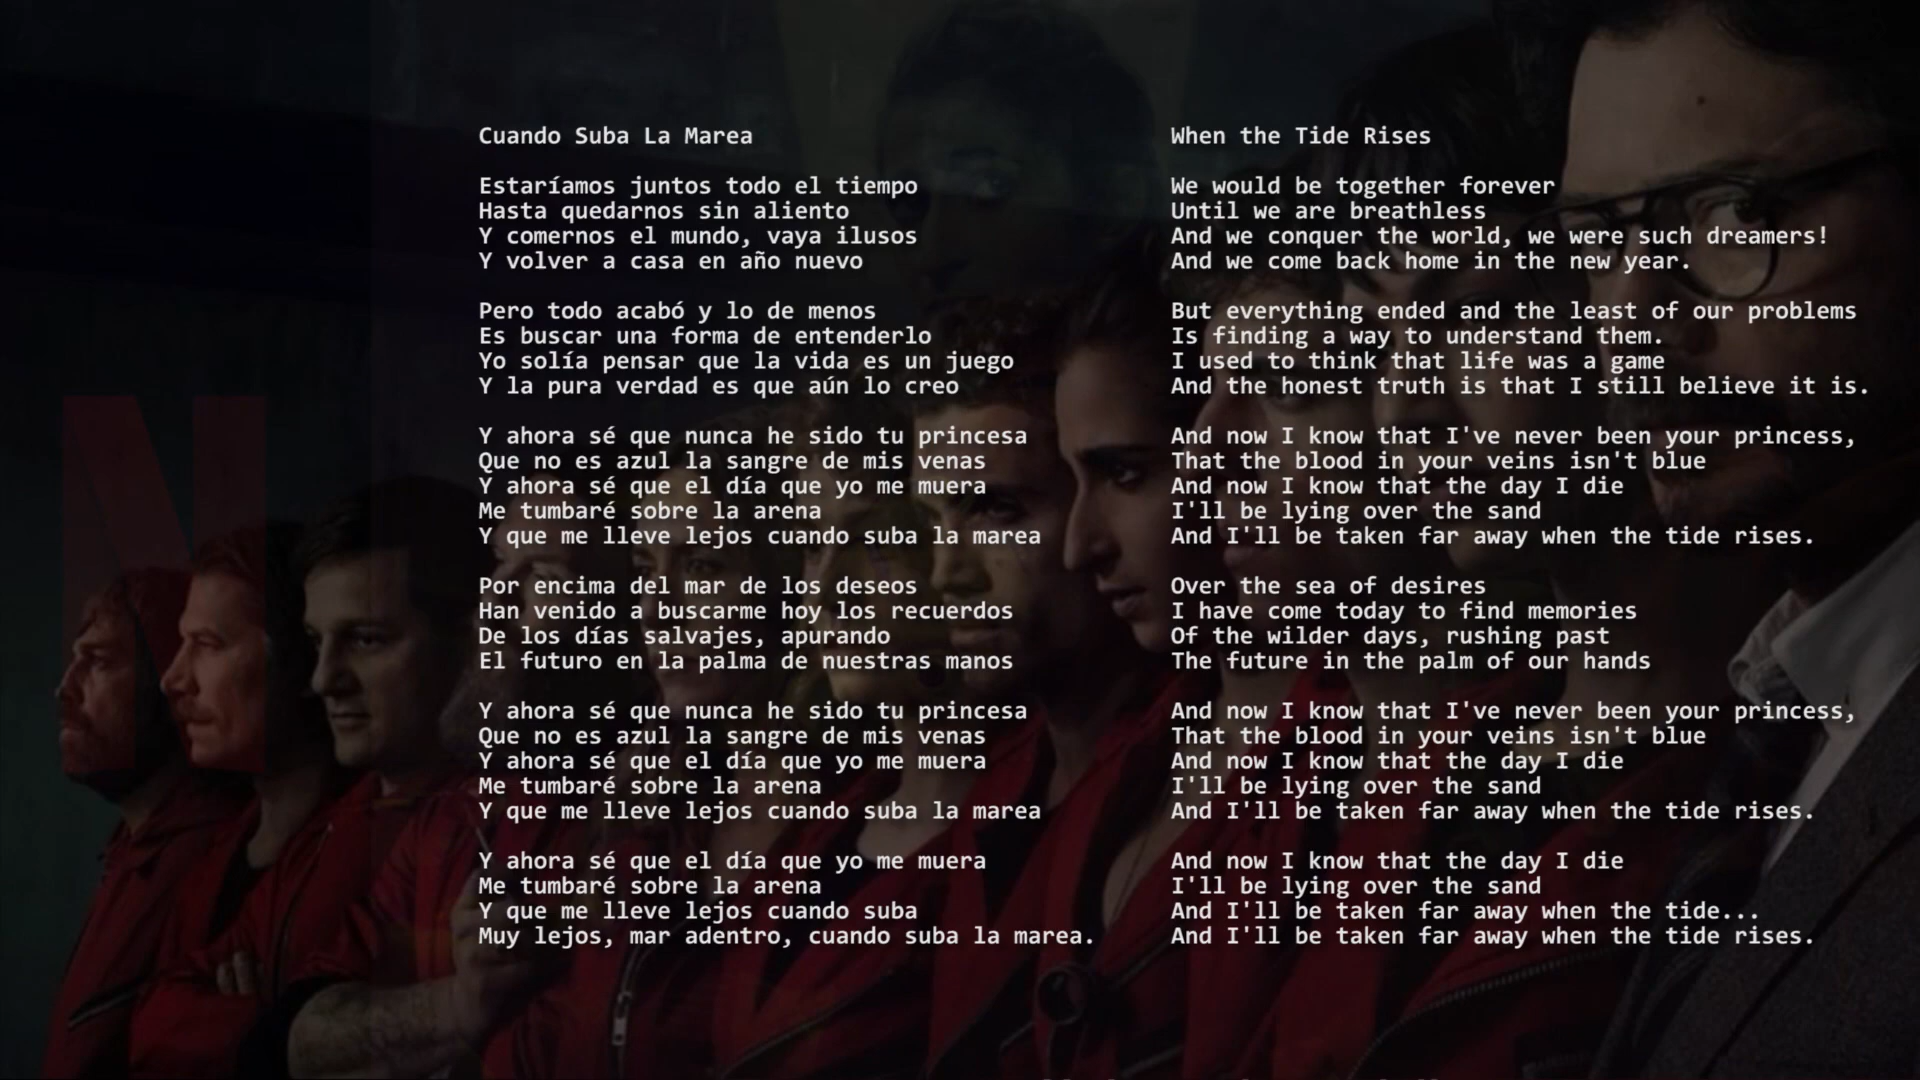 Cuando Suba La Marea
Estaríamos juntos todo el tiempo
Hasta quedarnos sin aliento
Y comernos el mundo, vaya ilusos
Y volver a casa en año nuevo
Pero todo acabó y lo de menos
Es buscar una forma de entenderlo
Yo solía pensar que la vida es un juego
Y la pura verdad es que aún lo creo
Y ahora sé que nunca he sido tu princesa
Que no es azul la sangre de mis venas
Y ahora sé que el día que yo me muera
Me tumbaré sobre la arena
Y que me lleve lejos cuando suba la marea
Por encima del mar de los deseos
Han venido a buscarme hoy los recuerdos
De los días salvajes, apurando
El futuro en la palma de nuestras manos
Y ahora sé que nunca he sido tu princesa
Que no es azul la sangre de mis venas
Y ahora sé que el día que yo me muera
Me tumbaré sobre la arena
Y que me lleve lejos cuando suba la marea
Y ahora sé que el día que yo me muera
Me tumbaré sobre la arena
Y que me lleve lejos cuando suba
Muy lejos, mar adentro, cuando suba la marea.
When the Tide Rises
We would be together forever
Until we are breathless
And we conquer the world, we were such dreamers!
And we come back home in the new year.
But everything ended and the least of our problems
Is finding a way to understand them.
I used to think that life was a game
And the honest truth is that I still believe it is.
And now I know that I've never been your princess,
That the blood in your veins isn't blue
And now I know that the day I die
I'll be lying over the sand
And I'll be taken far away when the tide rises.
Over the sea of desires
I have come today to find memories
Of the wilder days, rushing past
The future in the palm of our hands
And now I know that I've never been your princess,
That the blood in your veins isn't blue
And now I know that the day I die
I'll be lying over the sand
And I'll be taken far away when the tide rises.
And now I know that the day I die
I'll be lying over the sand
And I'll be taken far away when the tide...
And I'll be taken far away when the tide rises.
N